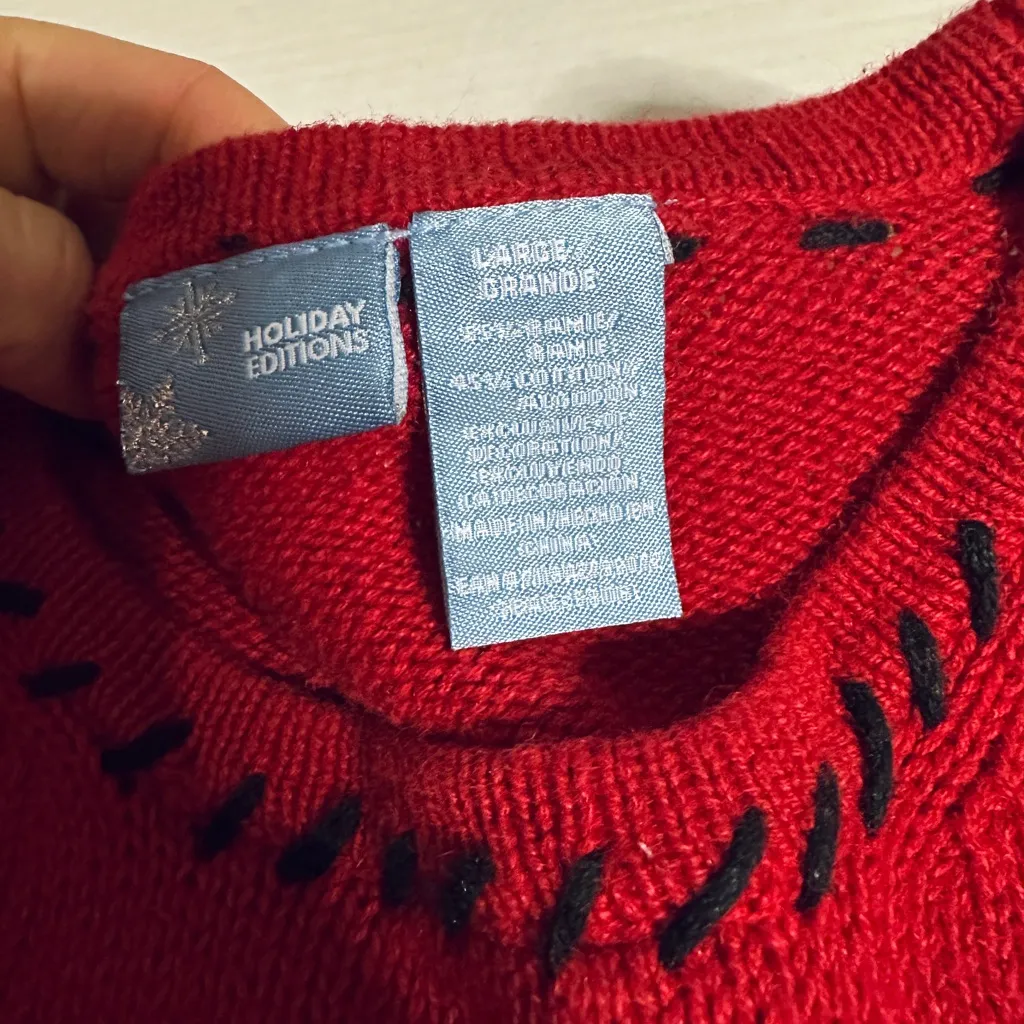 HOLIDAY
EDITIONS
LARGE/
GRANDE
55% RAMIE/
RAMIE
45% COTTON/
ALGODON
EXCLUSIVE OF
DECORATION/
EXCLUYENDO
LA DECORACION
MADE IN/HECHO EN
CHINA